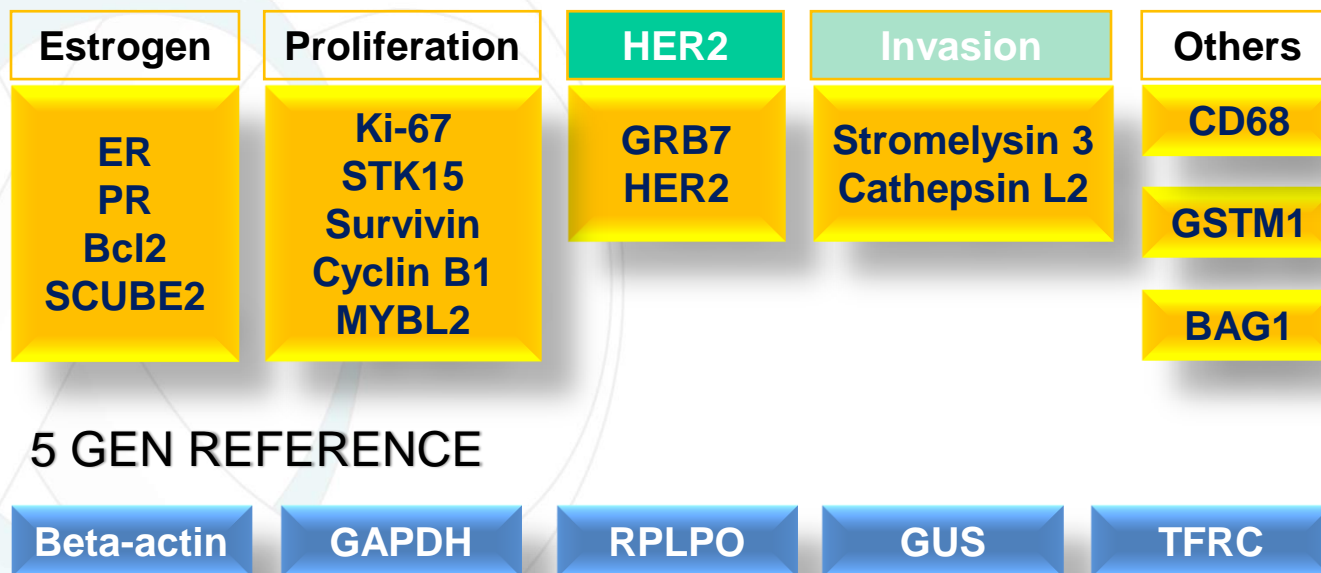 Estrogen
ER
PR
Bcl2
SCUBE2
Proliferation
Ki-67
STK15
Survivin
Cyclin B1
MYBL2
HER2
GRB7
HER2
Invasion
Stromelysin 3
Cathepsin L2
Others
CD68
GSTM1
BAG1
5 GEN REFERENCE
Beta-actin
GAPDH
RPLPO
GUS
TFRC